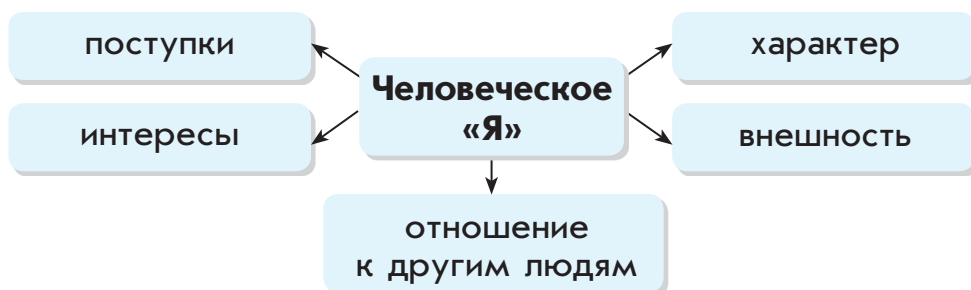 поступки
характер
Человеческое
«Я»
интересы
внешность
отношение
к другим людям